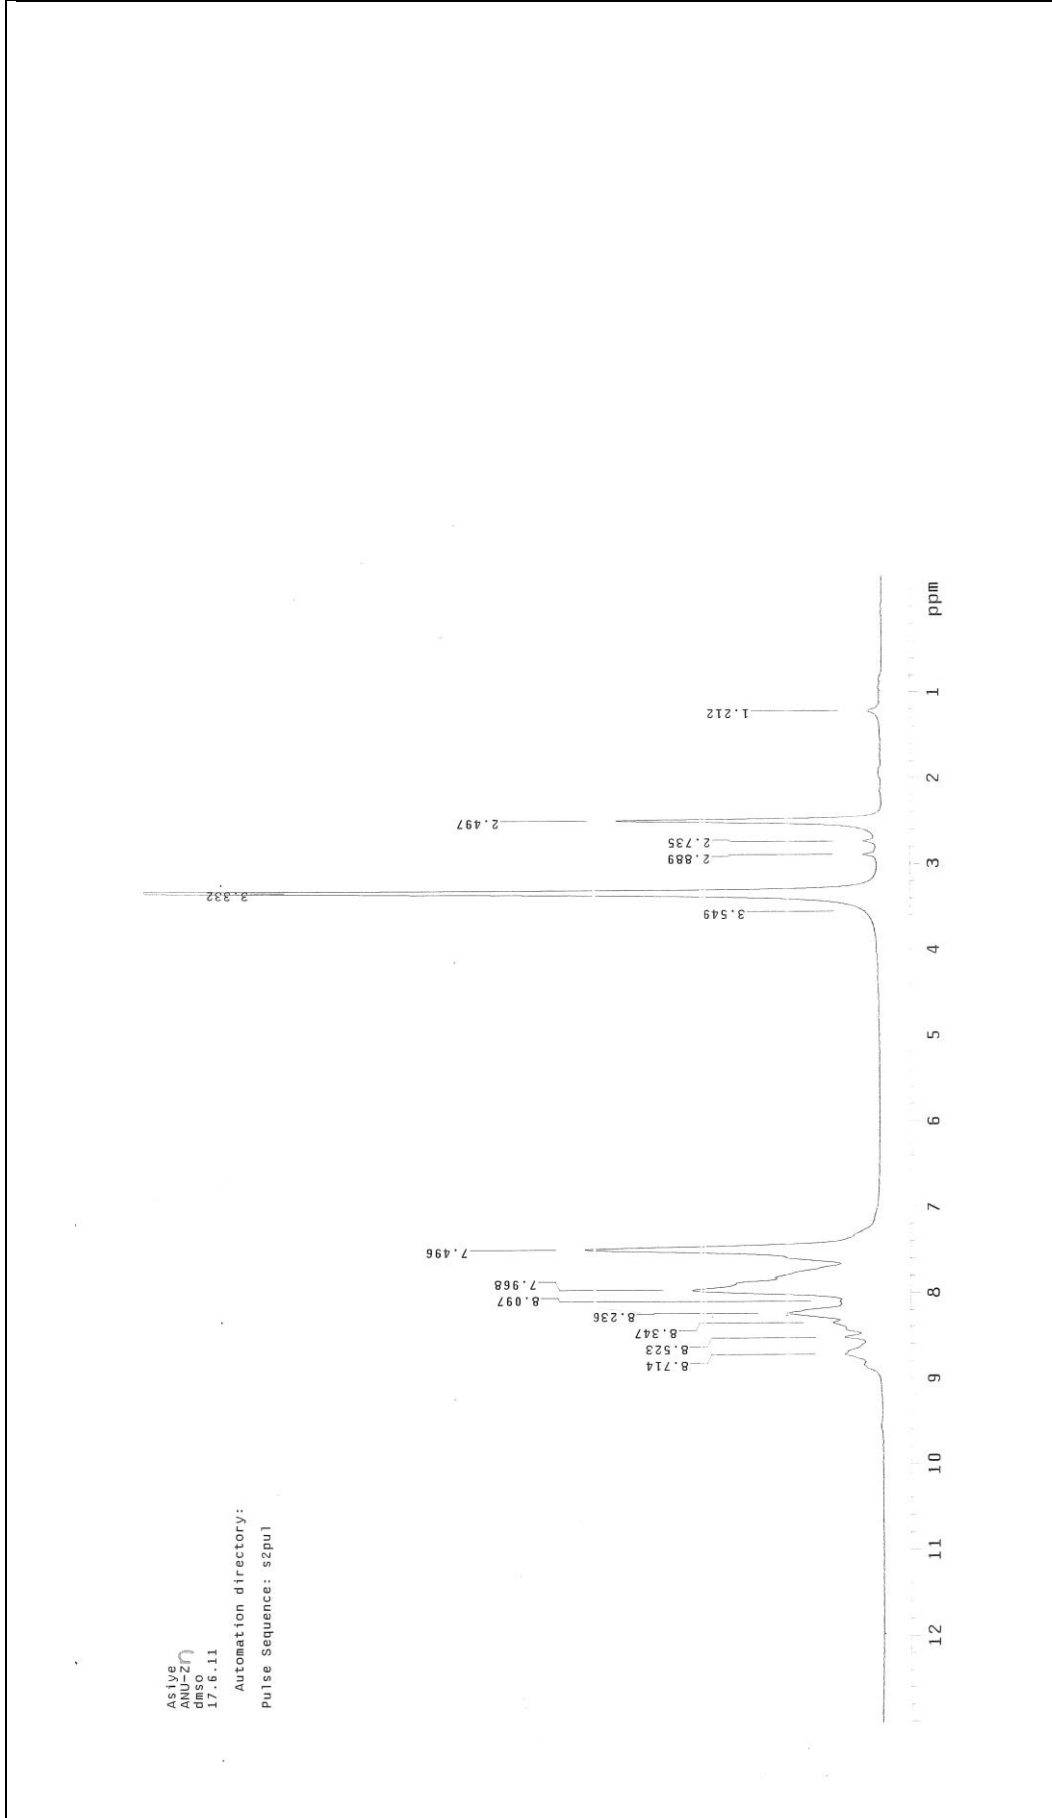 Asiye
ANU-Zn
dmso
17.6.11
Automation directory:
Pulse Sequence: s2pul
8.714
8.523
8.347
8.236
8.097
7.968
7.496
3.549
3.332
2.889
2.735
2.497
1.212
12 11 10 9 8 7 6 5 4 3 2 1 ppm